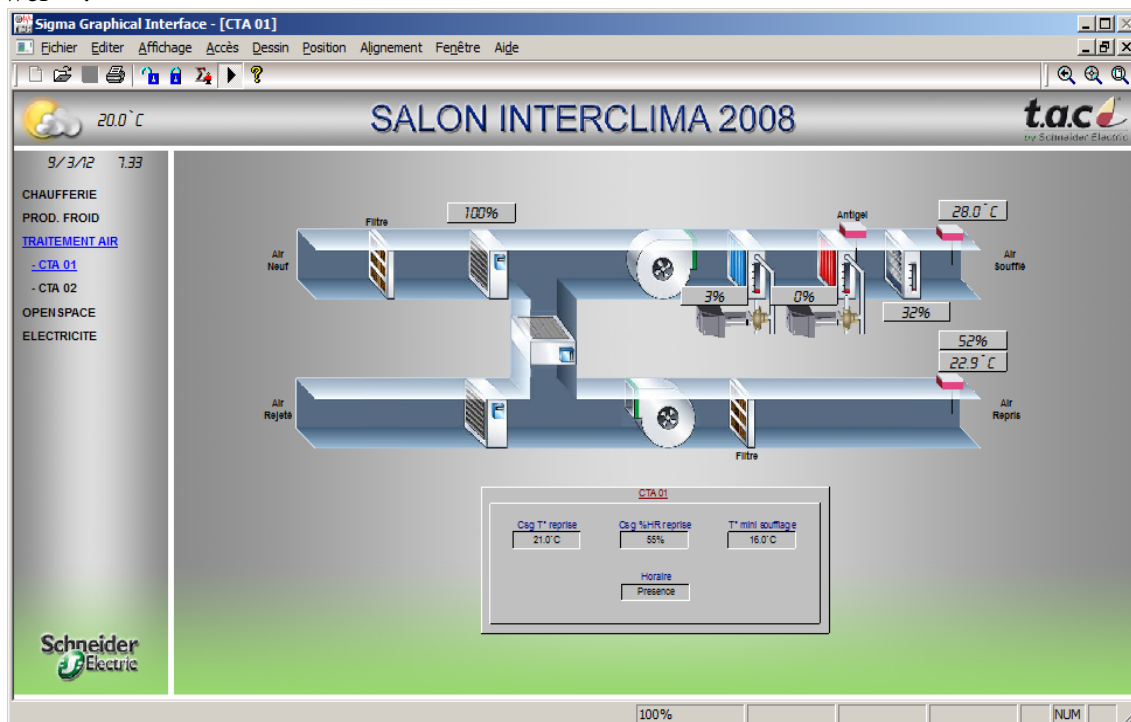 Sigma Graphical Interface - [CTA 01]
Fichier Editer Affichage Accès Dessin Position Alignement Fenêtre Aide
20.0°C
SALON INTERCLIMA 2008
t.a.c
by Schneider Electric
9/3/12 7.33
CHAUFFERIE
PROD. FROID
TRAITEMENT AIR
- CTA 01
- CTA 02
OPENSPACE
ELECTRICITE
Filtre
100%
Antigel
28.0°C
Air
Neuf
Air
Soufflé
3%
0%
32%
52%
22.9°C
Air
Rejeté
Air
Repris
Filtre
CTA 01
Csg T° reprise
Csg %HR reprise
T° mini soufflage
21.0°C
55%
16.0°C
Horaire
Presence
Schneider
Electric
100%
NUM